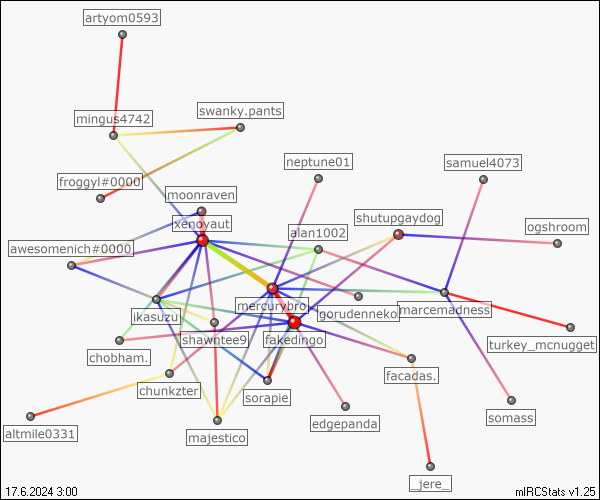 artyom0593
swanky.pants
mingus4742
neptune01
samuel4073
froggyl#0000
moonraven
shutupgaydog
xenoyaut
ogshroom
alan1002
awesomenich#0000
mercurybro
marcemadness
ikasuzu
gorudenneko
shawntee9
fakedingo
turkey_mcnugget
chobham.
facadas.
chunkzter
sorapie
somass
edgepanda
altmile0331
majestico
_jere_
17.6.2024 3:00
mIRCStats v1.25